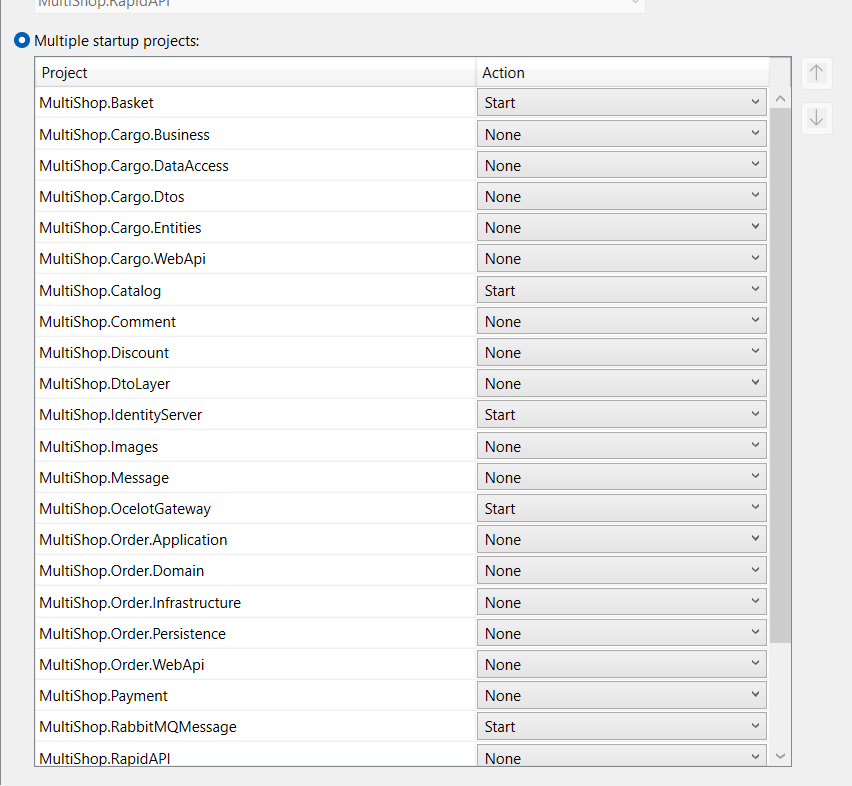 MultiShop.RapidAPI
Multiple startup projects:
Project Action
MultiShop.Basket Start
MultiShop.Cargo.Business None
MultiShop.Cargo.DataAccess None
MultiShop.Cargo.Dtos None
MultiShop.Cargo.Entities None
MultiShop.Cargo.WebApi None
MultiShop.Catalog Start
MultiShop.Comment None
MultiShop.Discount None
MultiShop.DtoLayer None
MultiShop.IdentityServer Start
MultiShop.Images None
MultiShop.Message None
MultiShop.OcelotGateway Start
MultiShop.Order.Application None
MultiShop.Order.Domain None
MultiShop.Order.Infrastructure None
MultiShop.Order.Persistence None
MultiShop.Order.WebApi None
MultiShop.Payment None
MultiShop.RabbitMQMessage Start
MultiShop.RapidAPI None